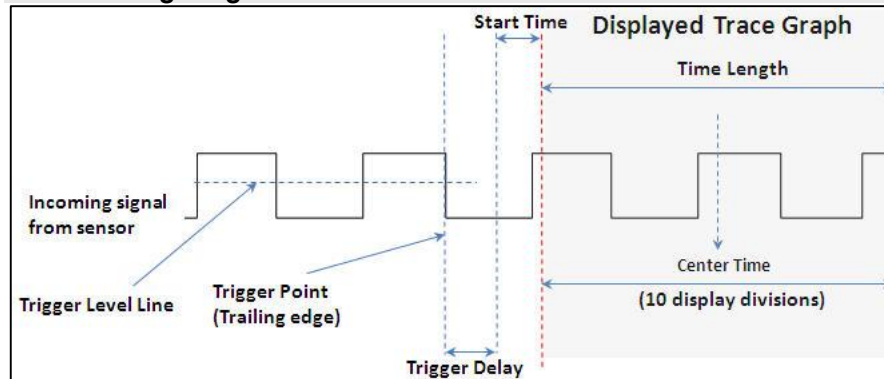 Start Time
Displayed Trace Graph
Time Length
Incoming signal
from sensor
Trigger Level Line
Trigger Point
(Trailing edge)
Center Time
(10 display divisions)
Trigger Delay